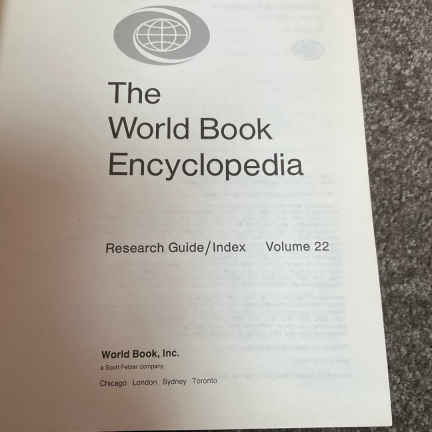 The
World Book
Encyclopedia
Research Guide/Index Volume 22
World Book, Inc.
a Scott Fetzer company
Chicago London Sydney Toronto